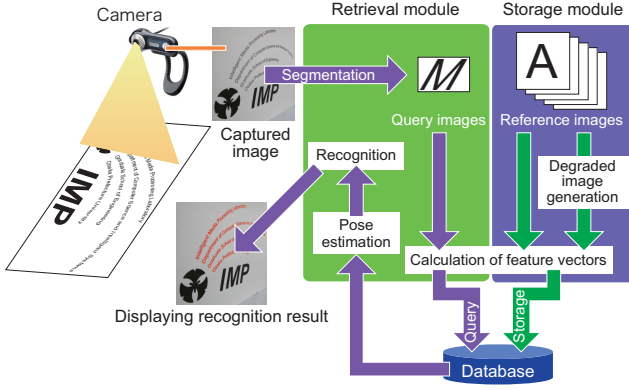 Camera
Retrieval module
Storage module
Segmentation
M
A
IMP
Captured
image
Query images
Reference images
Recognition
Degraded
image
generation
IMP
Pose
estimation
Calculation of feature vectors
IMP
Displaying recognition result
Query
Storage
Database